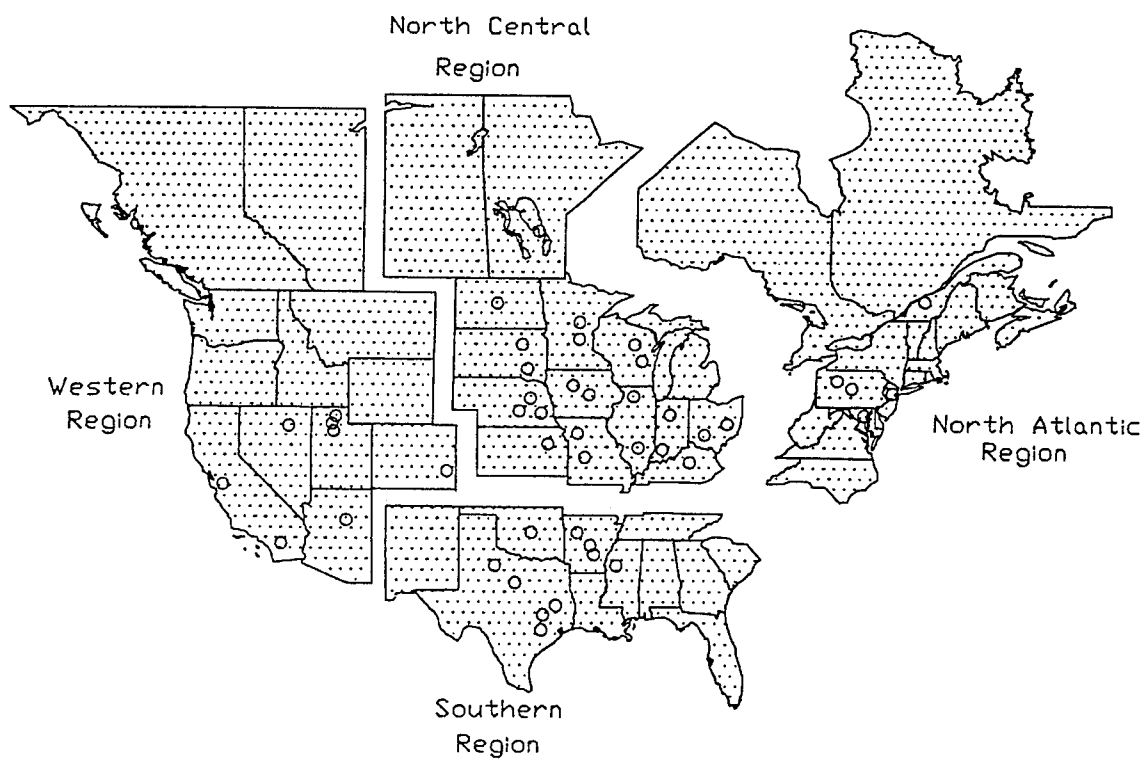 North Central
Region
Western
Region
North Atlantic
Region
Southern
Region